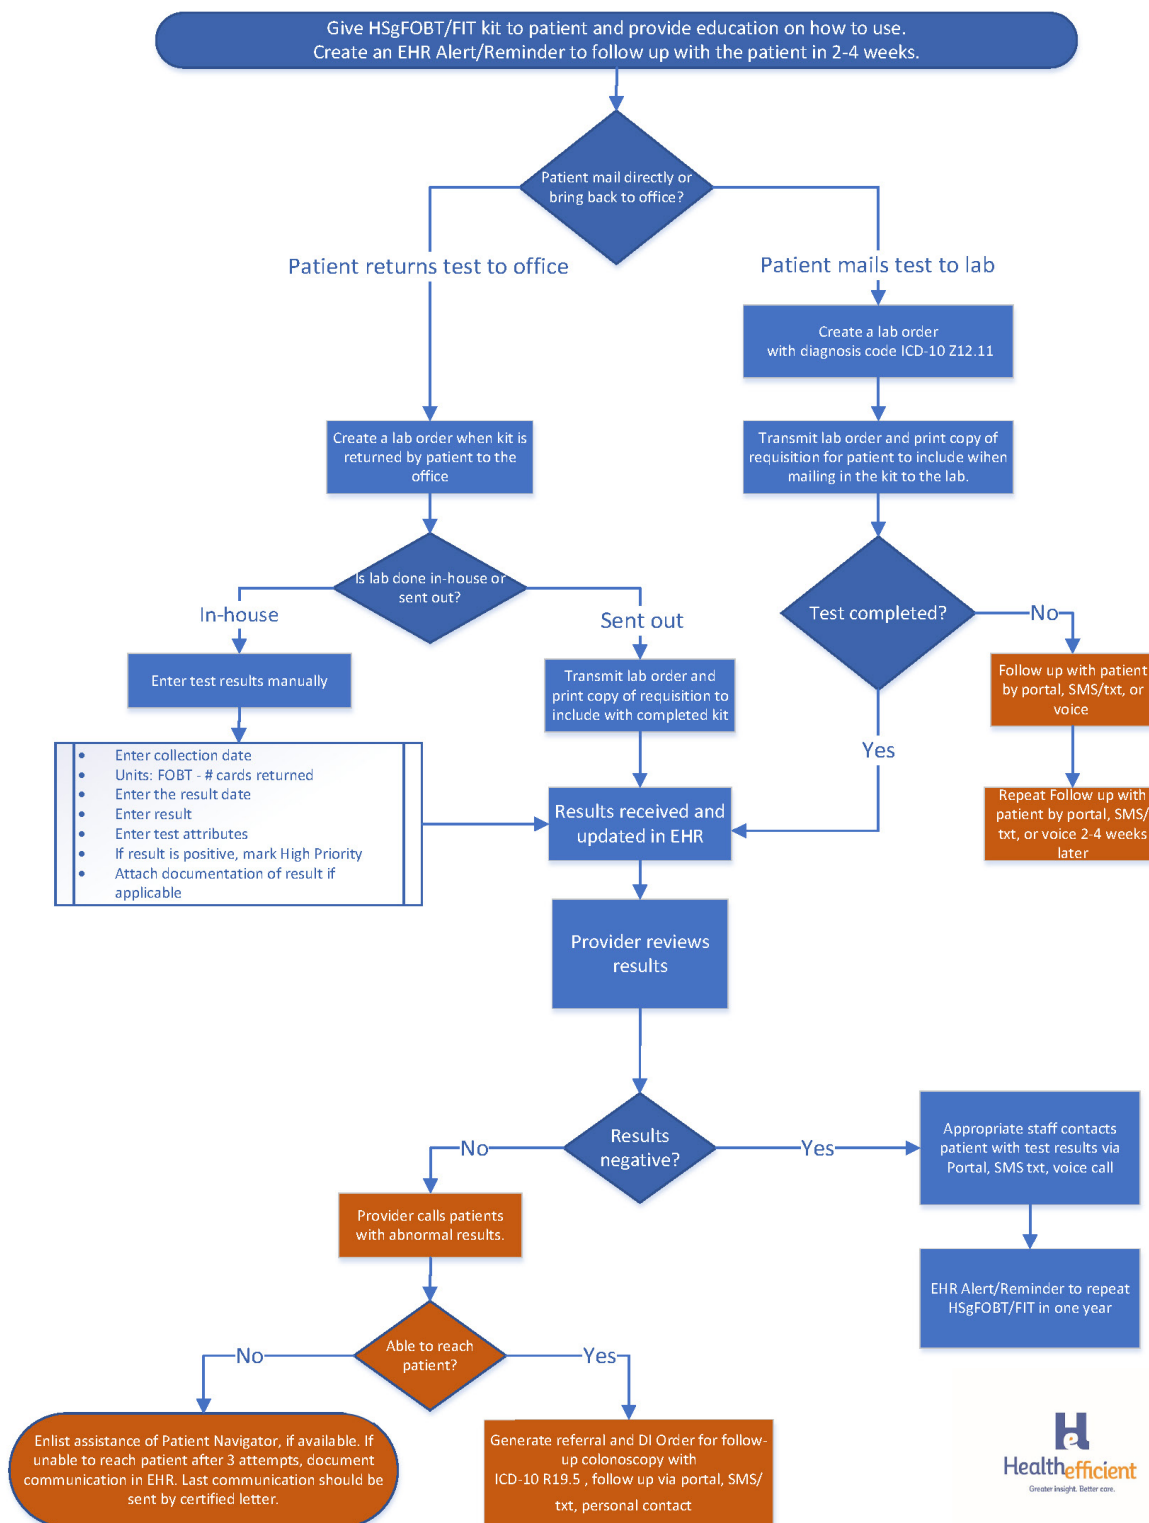 Give HSgFOBT/FIT kit to patient and provide education on how to use.
Create an EHR Alert/Reminder to follow up with the patient in 2-4 weeks.
Patient mail directly or
bring back to office?
Patient returns test to office
Patient mails test to lab
Create a lab order
with diagnosis code ICD-10 Z12.11
Create a lab order when kit is
returned by patient to the
office
Transmit lab order and print copy of
requisition for patient to include wihen
mailing in the kit to the lab.
Is lab done in-house or
sent out?
In-house
Sent out
Test completed?
No
Yes
Enter test results manually
Transmit lab order and
print copy of requisition to
include with completed kit
Follow up with patient
by portal, SMS/txt, or
voice
• Enter collection date
• Units: FOBT - # cards returned
• Enter the result date
• Enter result
• Enter test attributes
• If result is positive, mark High Priority
• Attach documentation of result if
applicable
Results received and
updated in EHR
Repeat Follow up with
patient by portal, SMS/
txt, or voice 2-4 weeks
later
Provider reviews
results
Results
negative?
No
Yes
Appropriate staff contacts
patient with test results via
Portal, SMS txt, voice call
Provider calls patients
with abnormal results.
EHR Alert/Reminder to repeat
HSgFOBT/FIT in one year
Able to reach
patient?
No
Yes
Enlist assistance of Patient Navigator, if available. If
unable to reach patient after 3 attempts, document
communication in EHR. Last communication should be
sent by certified letter.
Generate referral and DI Order for follow-
up colonoscopy with
ICD-10 R19.5 , follow up via portal, SMS/
txt, personal contact
He
Healthefficient
Greater insight. Better care.